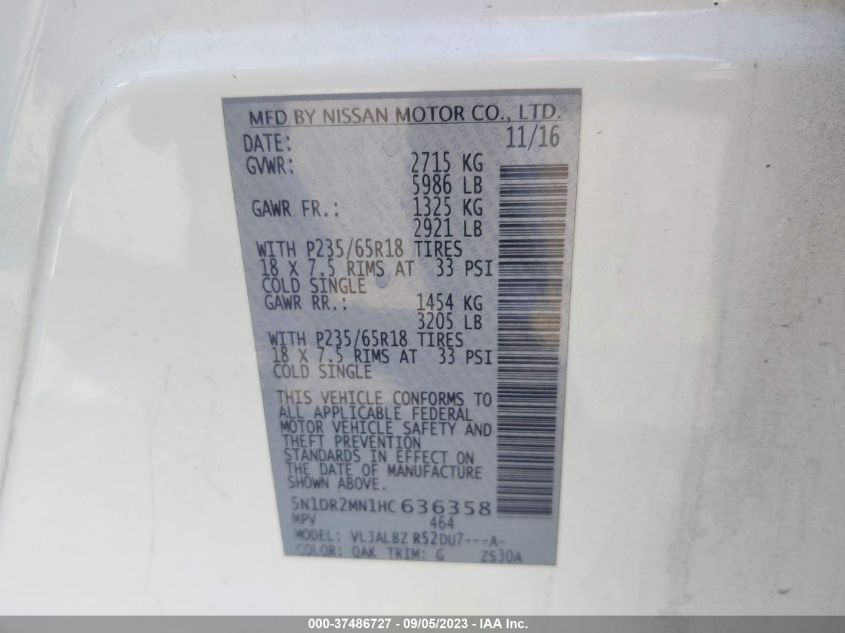 MFD BY NISSAN MOTOR CO., LTD.
DATE: 11/16
GVWR: 2715 KG
5986 LB
GAWR FR.: 1325 KG
2921 LB
WITH P235/65R18 TIRES
18 X 7.5 RIMS AT 33 PSI
COLD SINGLE
GAWR RR.: 1454 KG
3205 LB
WITH P235/65R18 TIRES
18 X 7.5 RIMS AT 33 PSI
COLD SINGLE
THIS VEHICLE CONFORMS TO
ALL APPLICABLE FEDERAL
MOTOR VEHICLE SAFETY AND
THEFT PREVENTION
STANDARDS IN EFFECT ON
THE DATE OF MANUFACTURE
SHOWN ABOVE.
5N1DR2MN1HC636358
MPV 464
MODEL: VLJALBZ R52DU7---A-
COLOR: QAK TRIM: G ZS30A
000-37486727 - 09/05/2023 - IAA Inc.